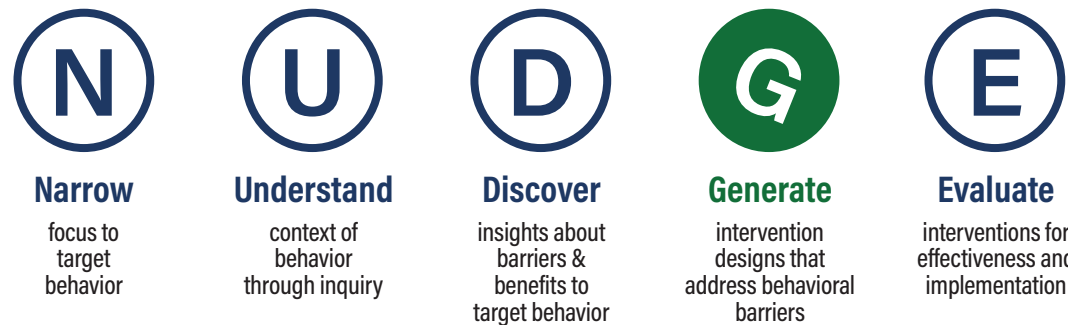 N
U
D
G
E
Narrow
focus to
target
behavior
Understand
context of
behavior
through inquiry
Discover
insights about
barriers &
benefits to
target behavior
Generate
intervention
designs that
address behavioral
barriers
Evaluate
interventions for
effectiveness and
implementation